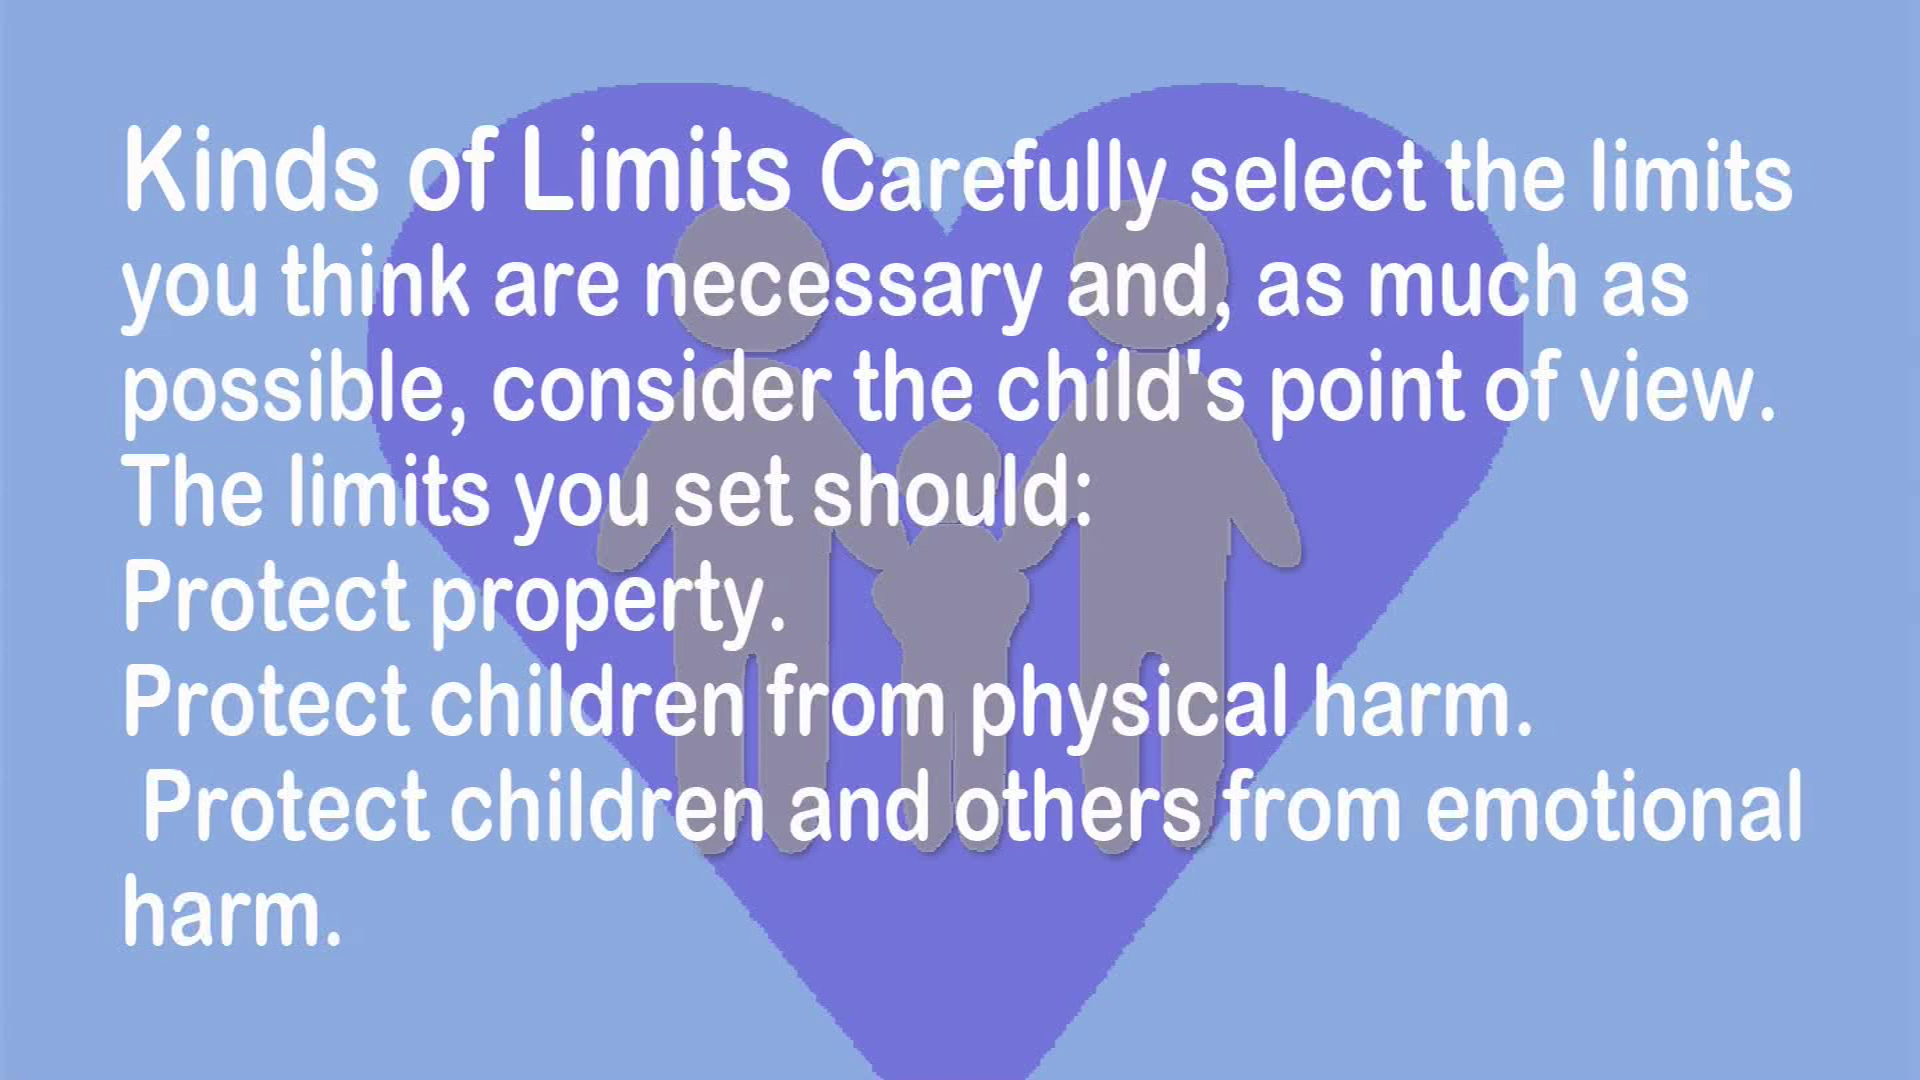 Kinds of Limits Carefully select the limits
you think are necessary and, as much as
possible, consider the child's point of view.
The limits you set should:
Protect property.
Protect children from physical harm.
Protect children and others from emotional
harm.